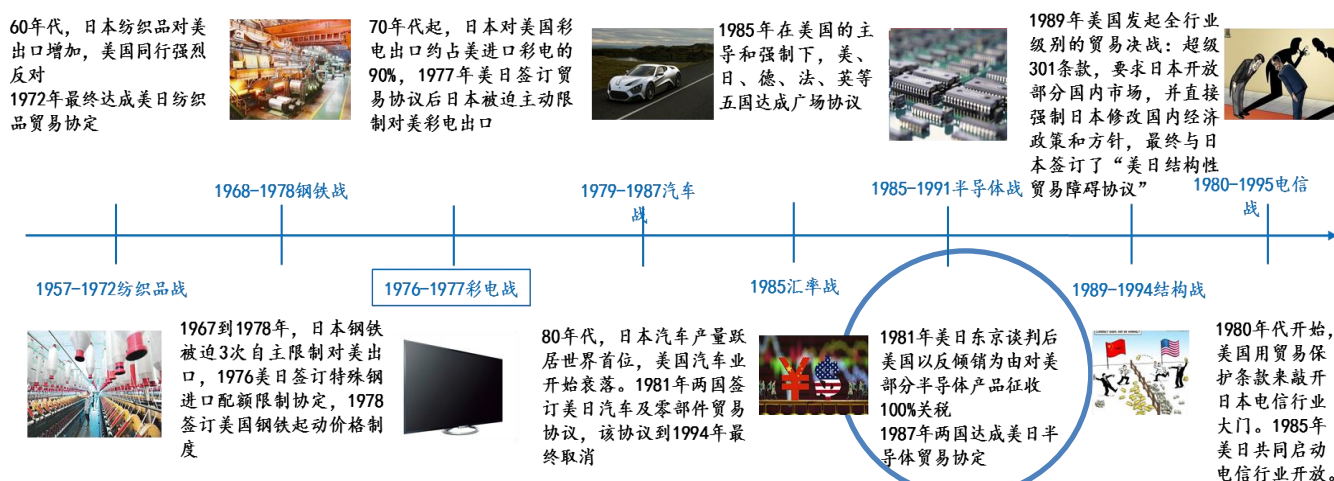 60年代，日本纺织品对美
出口增加，美国同行强烈
反对
1972年最终达成美日纺织
品贸易协定
70年代起，日本对美国彩
电出口约占美进口彩电的
90%，1977年美日签订贸
易协议后日本被迫主动限
制对美彩电出口
1985年在美国的主
导和强制下，美、
日、德、法、英等
五国达成广场协议
1989年美国发起全行业
级别的贸易决战：超级
301条款，要求日本开放
部分国内市场，并直接
强制日本修改国内经济
政策和方针，最终与日
本签订了“美日结构性
贸易障碍协议”
1968-1978钢铁战
1979-1987汽车
战
1985-1991半导体战
1980-1995电信
战
1957-1972纺织品战
1976-1977彩电战
1985汇率战
1989-1994结构战
1967到1978年，日本钢铁
被迫3次自主限制对美出
口，1976美日签订特殊钢
进口配额限制协定，1978
签订美国钢铁起动价格制
度
80年代，日本汽车产量跃
居世界首位，美国汽车业
开始衰落。1981年两国签
订美日汽车及零部件贸易
协议，该协议到1994年最
终取消
1981年美日东京谈判后
美国以反倾销为由对美
部分半导体产品征收
100%关税
1987年两国达成美日半
导体贸易协定
1980年代开始，
美国用贸易保
护条款来敲开
日本电信行业
大门。1985年
美日共同启动
电信行业开放。